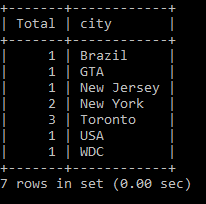 +-------+------------+
| Total | city       |
+-------+------------+
|     1 | Brazil     |
|     1 | GTA        |
|     1 | New Jersey |
|     2 | New York   |
|     3 | Toronto    |
|     1 | USA        |
|     1 | WDC        |
+-------+------------+
7 rows in set (0.00 sec)